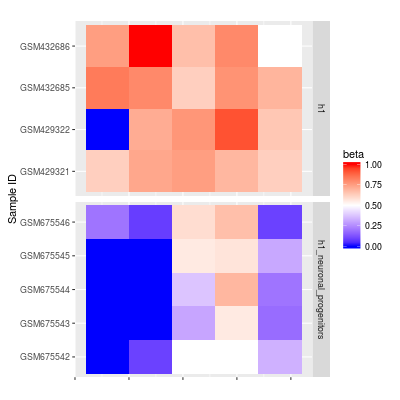 Sample ID
GSM432686
GSM432685
GSM429322
GSM429321
h1
GSM675546
GSM675545
GSM675544
GSM675543
GSM675542
h1_neuronal_progenitors
beta
1.00
0.75
0.50
0.25
0.00